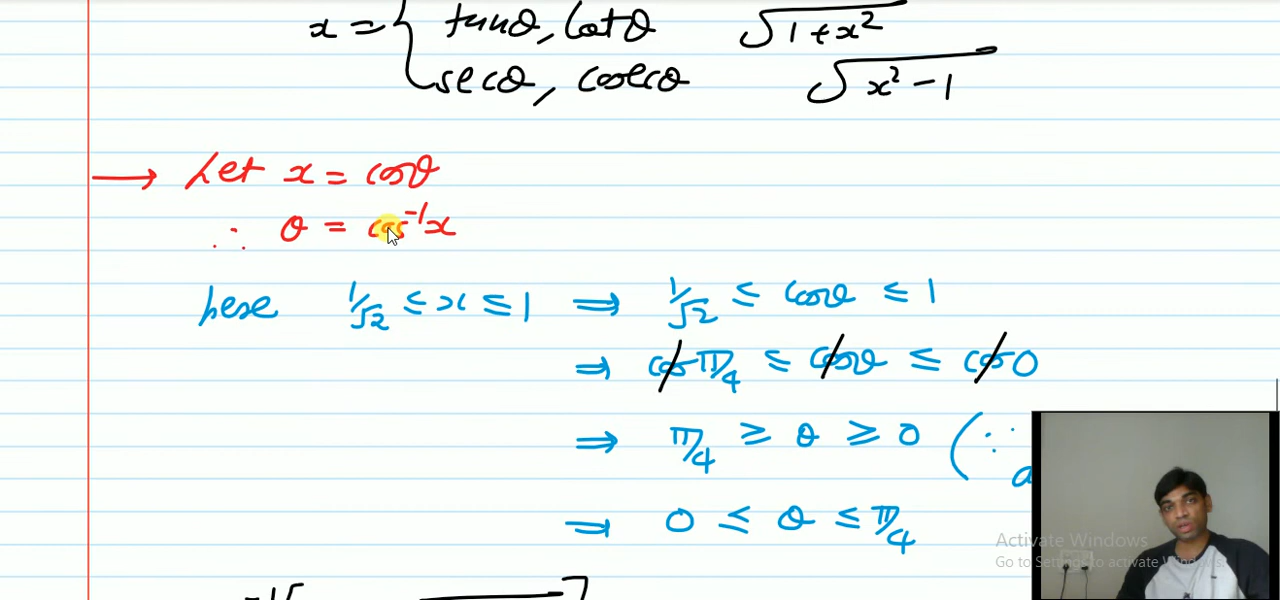 x = { tanθ, cotθ √1+x²
secθ, cosecθ √x² − 1
→ Let x = cosθ
∴ θ = cos⁻¹x
here 1/√2 ≤ x ≤ 1 ⇒ 1/√2 ≤ cosθ ≤ 1
⇒ cos π/4 ≤ cosθ ≤ cos 0
⇒ π/4 ≥ θ ≥ 0 (∵
⇒ 0 ≤ θ ≤ π/4
Activate Windows
Go to Settings to activate Windows.